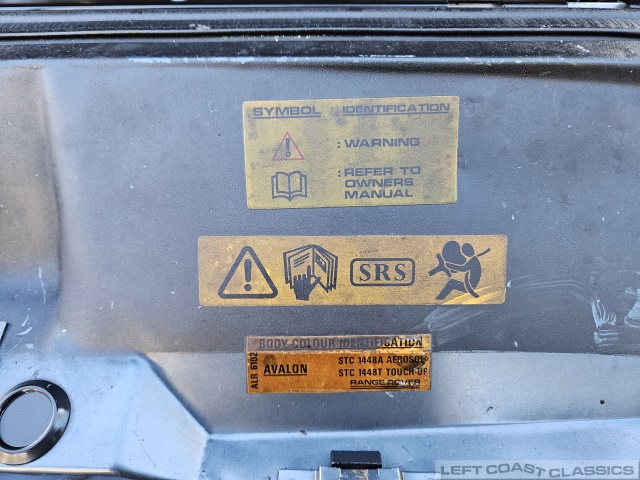 SYMBOL IDENTIFICATION
: WARNING
: REFER TO
OWNERS
MANUAL
SRS
BODY COLOUR IDENTIFICATION
ALR 6102
AVALON
STC 1448A AEROSOL
STC 1448T TOUCH-UP
RANGE ROVER
LEFT COAST CLASSICS